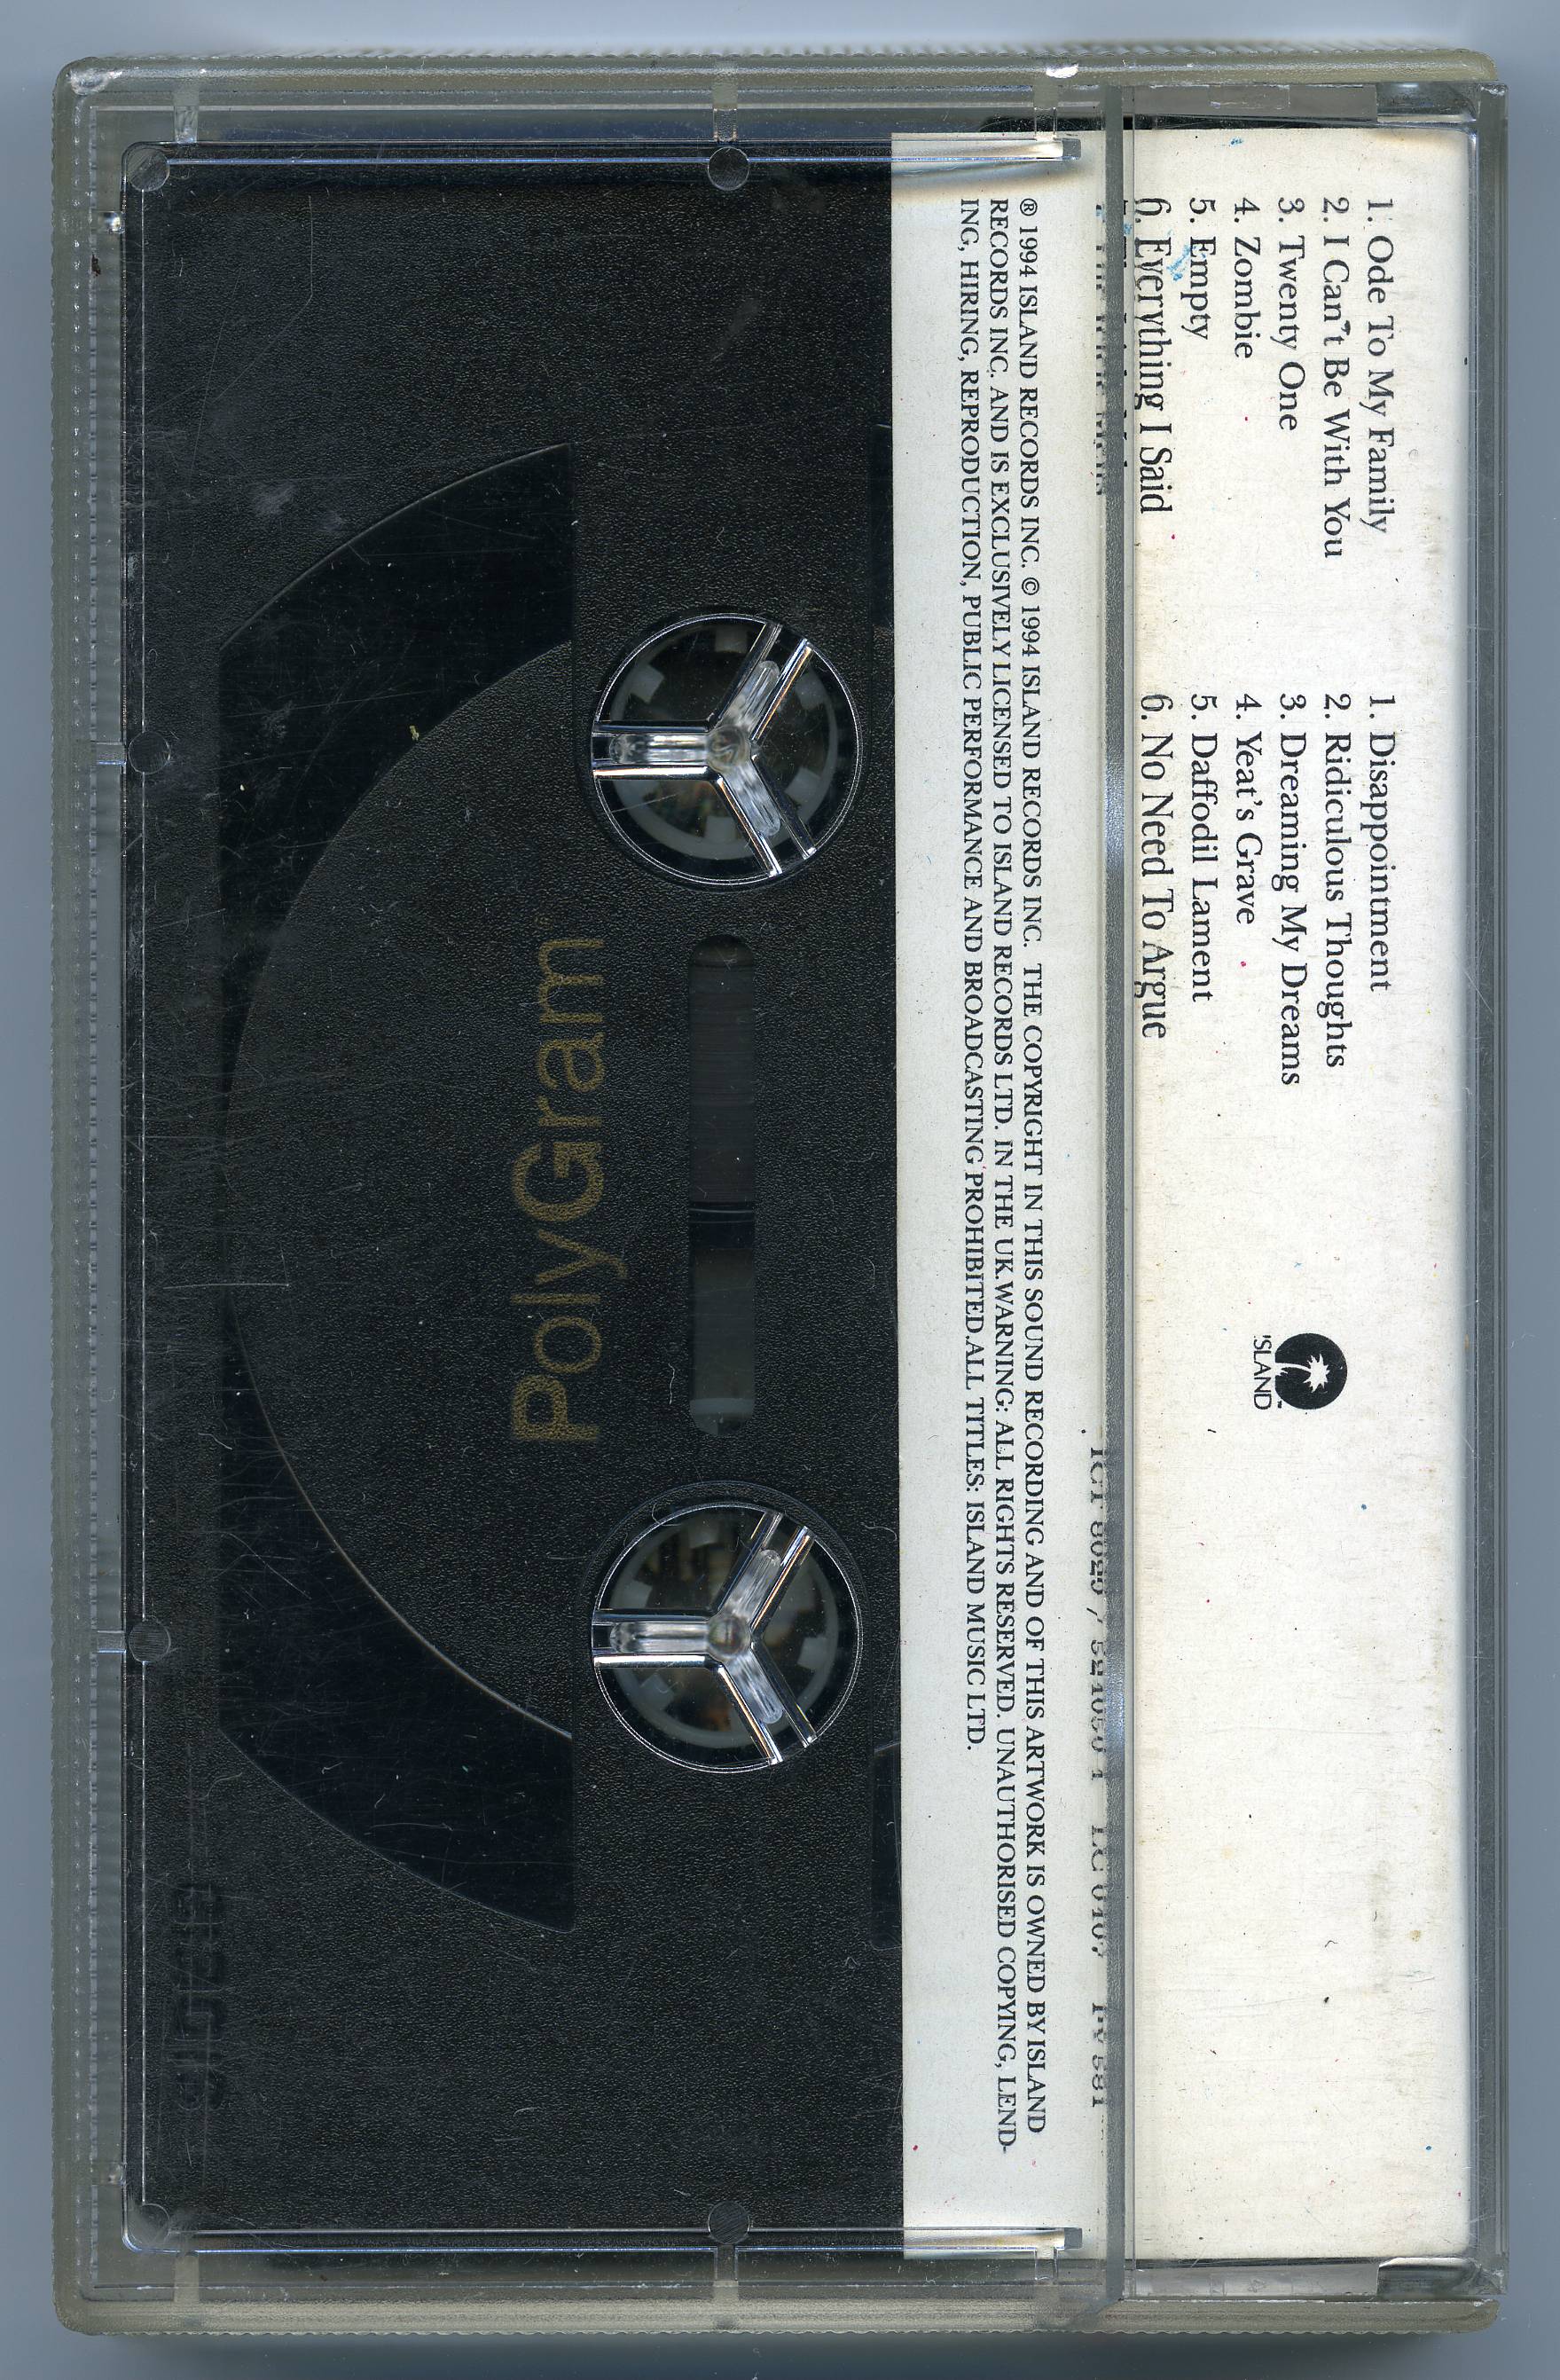 1. Ode To My Family
2. I Can't Be With You
3. Twenty One
4. Zombie
5. Empty
6. Everything I Said
1. Disappointment
2. Ridiculous Thoughts
3. Dreaming My Dreams
4. Yeat's Grave
5. Daffodil Lament
6. No Need To Argue
ISLAND™
® 1994 ISLAND RECORDS INC. © 1994 ISLAND RECORDS INC. THE COPYRIGHT IN THIS SOUND RECORDING AND OF THIS ARTWORK IS OWNED BY ISLAND
RECORDS INC. AND IS EXCLUSIVELY LICENSED TO ISLAND RECORDS LTD. IN THE UK.WARNING: ALL RIGHTS RESERVED. UNAUTHORISED COPYING, LEND-
ING, HIRING, REPRODUCTION, PUBLIC PERFORMANCE AND BROADCASTING PROHIBITED.ALL TITLES: ISLAND MUSIC LTD.
PolyGram